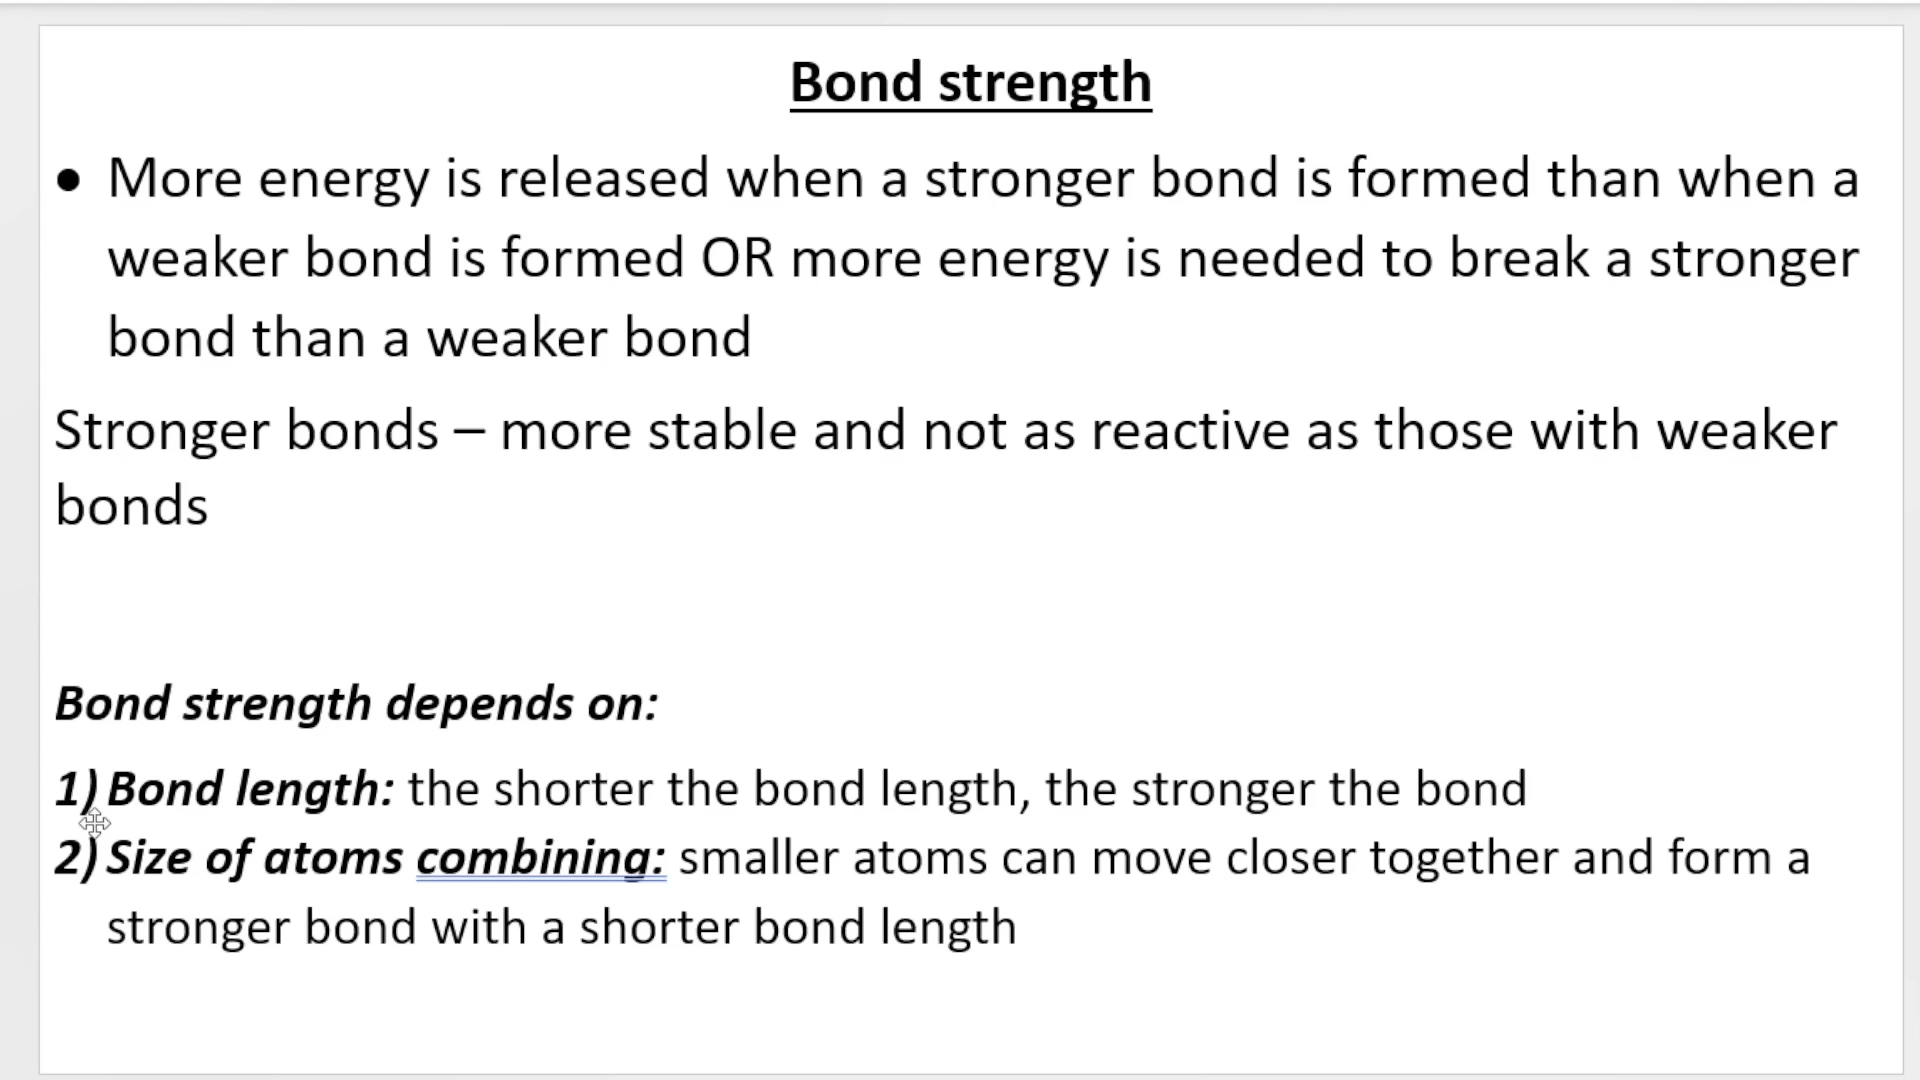 Bond strength
• More energy is released when a stronger bond is formed than when a
weaker bond is formed OR more energy is needed to break a stronger
bond than a weaker bond
Stronger bonds – more stable and not as reactive as those with weaker
bonds
Bond strength depends on:
1) Bond length: the shorter the bond length, the stronger the bond
2) Size of atoms combining: smaller atoms can move closer together and form a
stronger bond with a shorter bond length